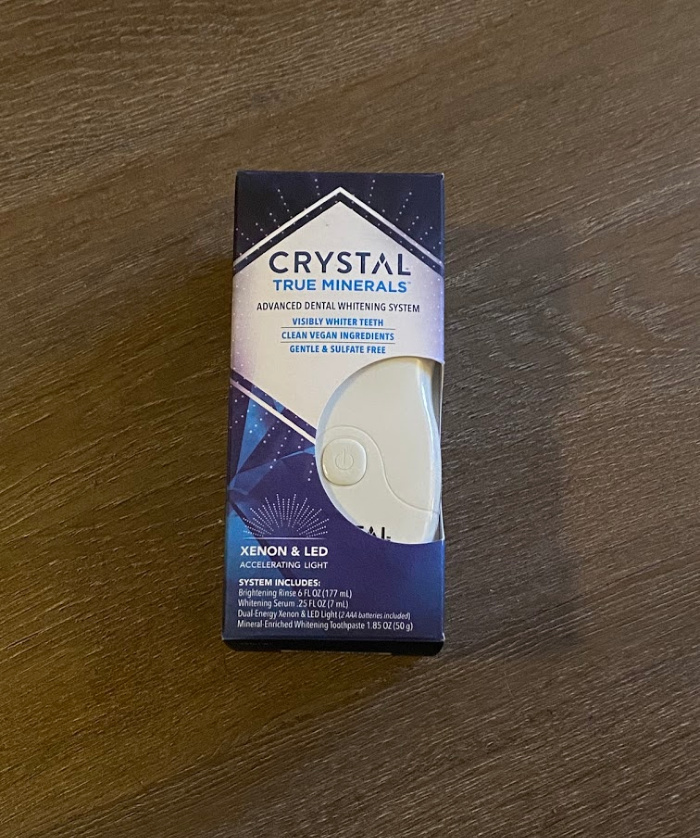 CRYSTAL
TRUE MINERALS™
ADVANCED DENTAL WHITENING SYSTEM
VISIBLY WHITER TEETH
CLEAN VEGAN INGREDIENTS
GENTLE & SULFATE FREE
TAL
XENON & LED
ACCELERATING LIGHT
SYSTEM INCLUDES:
Brightening Rinse 6 FL OZ (177 mL)
Whitening Serum .25 FL OZ (7 mL)
Dual-Energy Xenon & LED Light (2 AAA batteries included)
Mineral-Enriched Whitening Toothpaste 1.85 OZ (50 g)